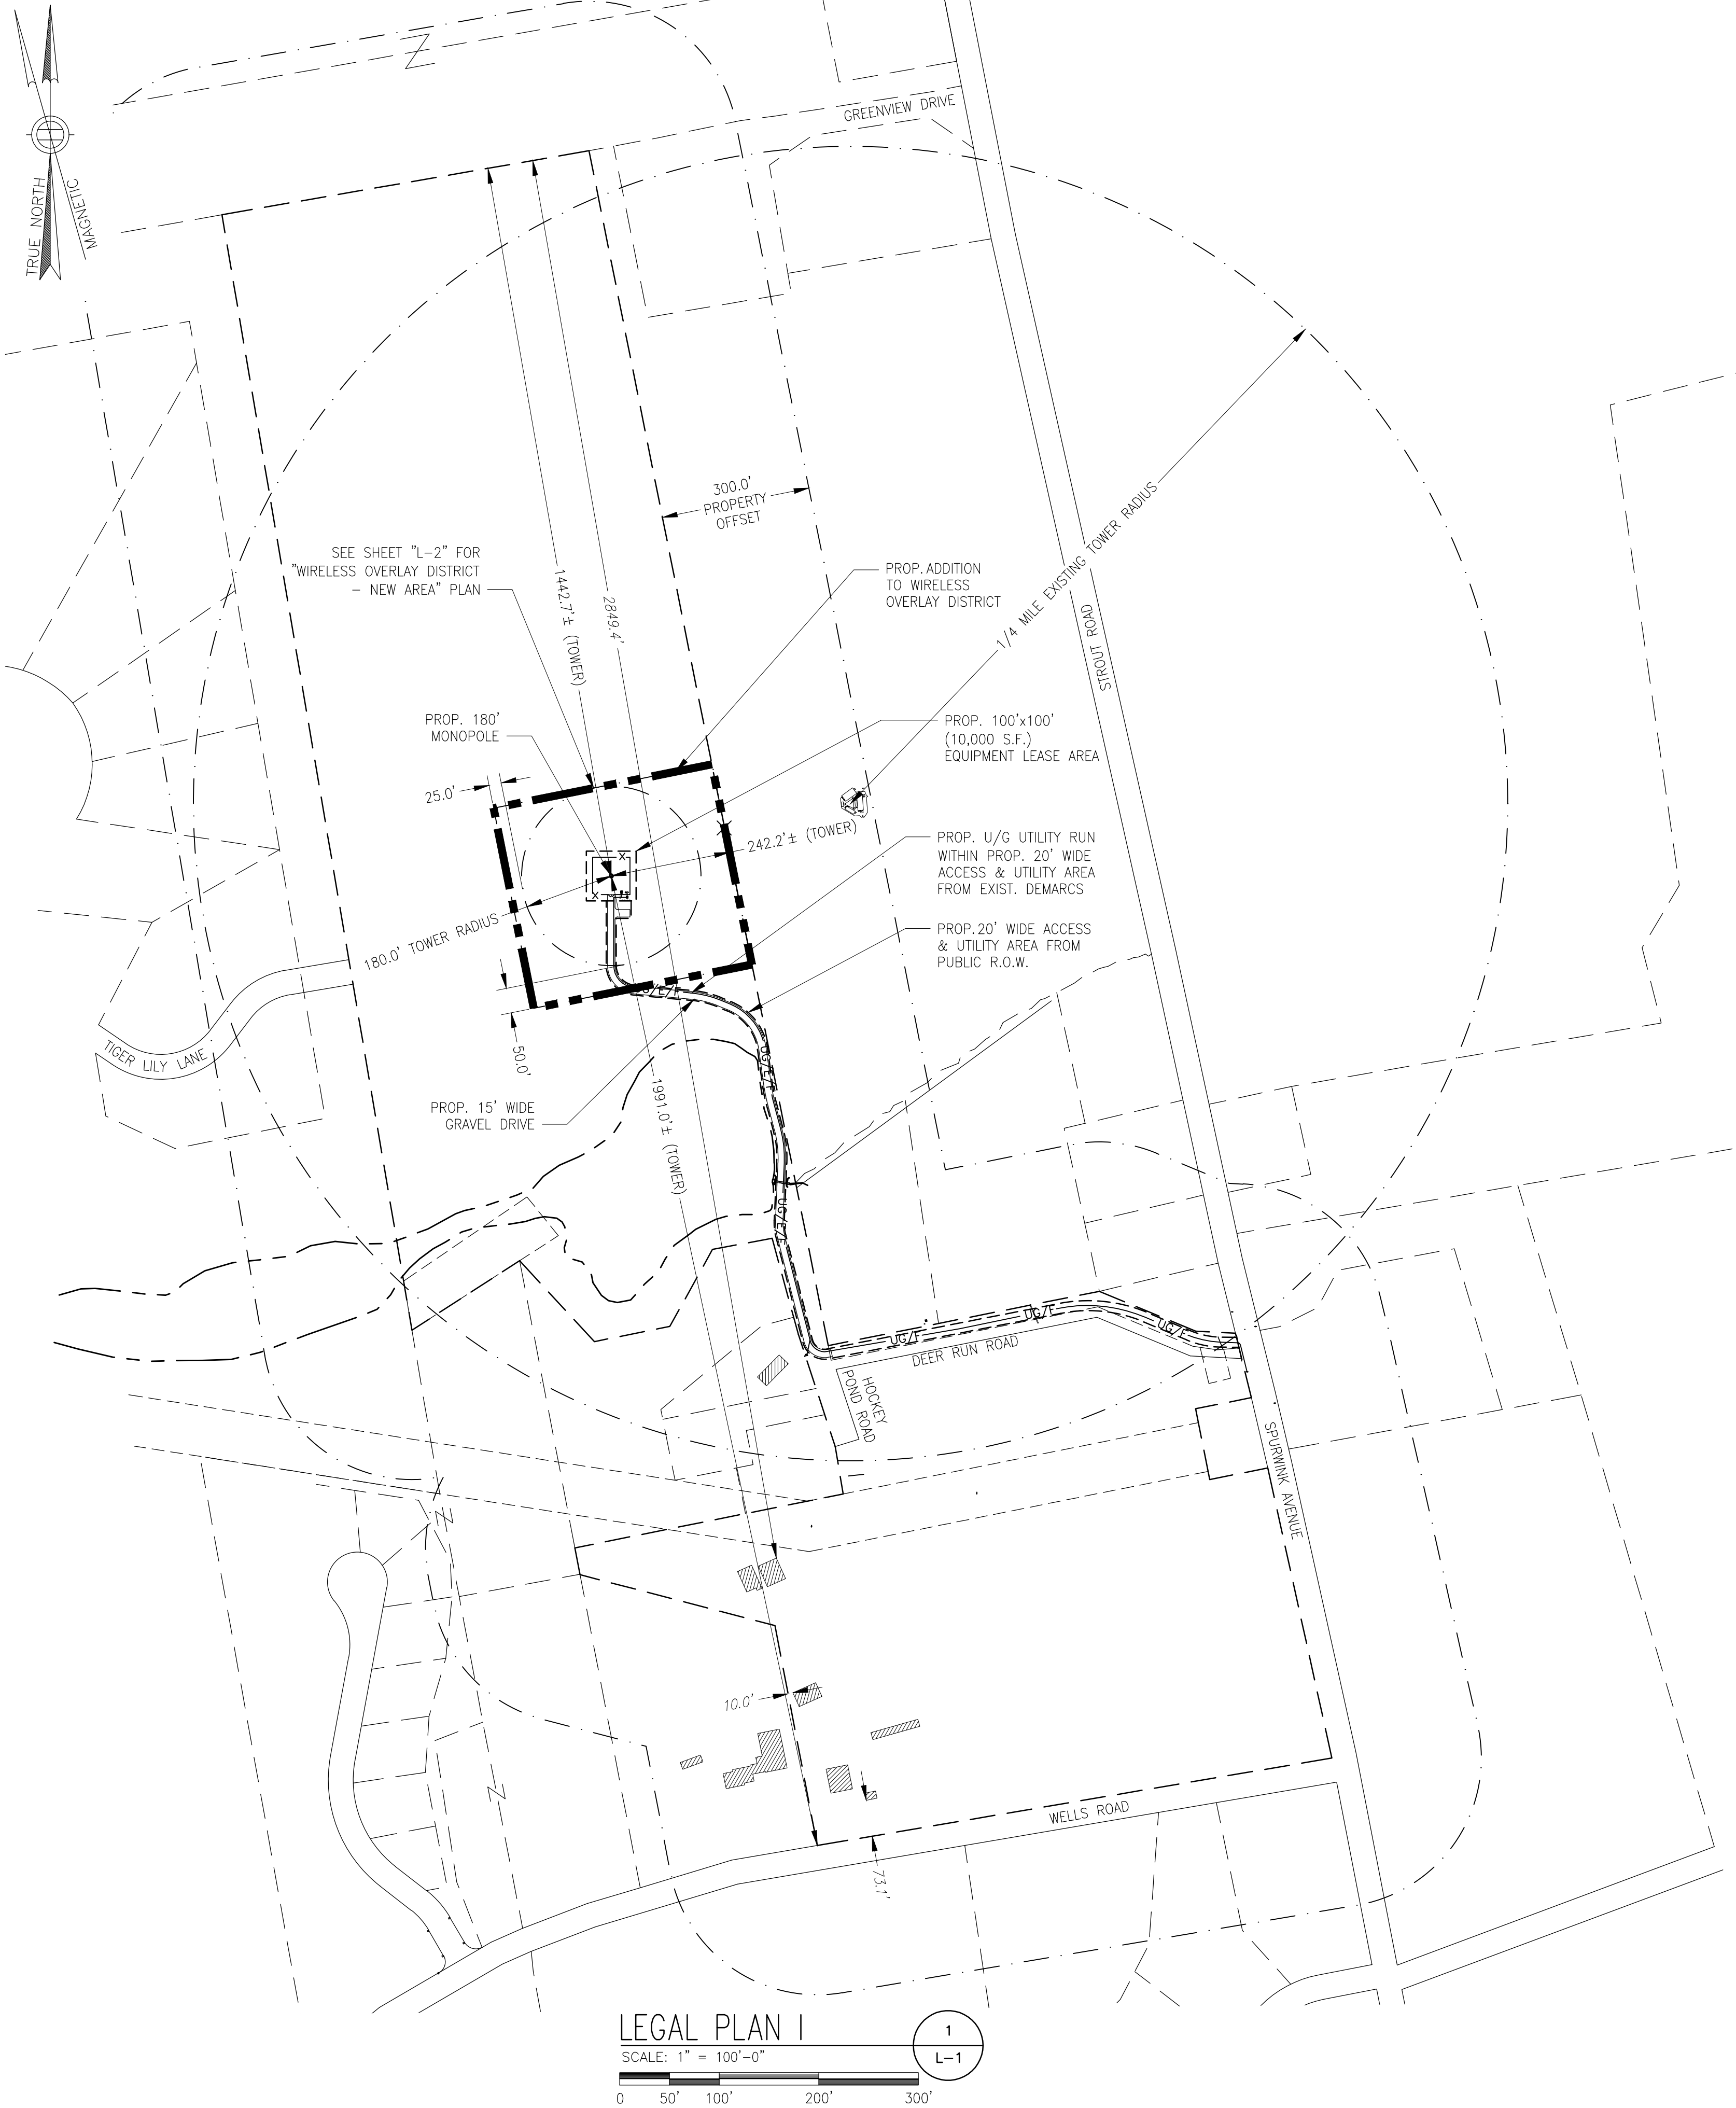 TRUE NORTH
MAGNETIC
GREENVIEW DRIVE
300.0'
PROPERTY
OFFSET
SEE SHEET "L-2" FOR
"WIRELESS OVERLAY DISTRICT
- NEW AREA" PLAN
1442.7'± (TOWER)
2849.4'
PROP. ADDITION
TO WIRELESS
OVERLAY DISTRICT
1/4 MILE EXISTING TOWER RADIUS
STROUT ROAD
PROP. 180'
MONOPOLE
PROP. 100'x100'
(10,000 S.F.)
EQUIPMENT LEASE AREA
25.0'
242.2'± (TOWER)
X
X
PROP. U/G UTILITY RUN
WITHIN PROP. 20' WIDE
ACCESS & UTILITY AREA
FROM EXIST. DEMARCS
180.0' TOWER RADIUS
PROP.20' WIDE ACCESS
& UTILITY AREA FROM
PUBLIC R.O.W.
UG/E/F
TIGER LILY LANE
50.0'
UG/E/F
PROP. 15' WIDE
GRAVEL DRIVE
1991.0'± (TOWER)
UG/E/F
UG/F
UG/F
UG/F
DEER RUN ROAD
HOCKEY
POND ROAD
SPURWINK AVENUE
10.0'
WELLS ROAD
73.1'
LEGAL PLAN I
1
L-1
SCALE: 1" = 100'-0"
0 50' 100' 200' 300'